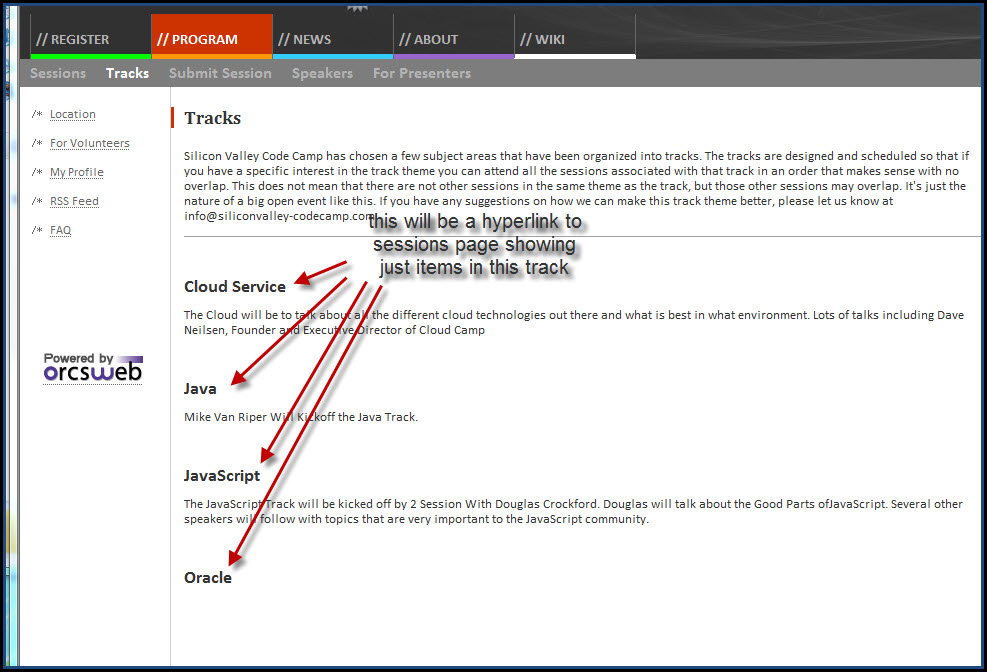 // REGISTER
// PROGRAM
// NEWS
// ABOUT
// WIKI
Sessions
Tracks
Submit Session
Speakers
For Presenters
/* Location
/* For Volunteers
/* My Profile
/* RSS Feed
/* FAQ
Powered by
orcsweb
Tracks
Silicon Valley Code Camp has chosen a few subject areas that have been organized into tracks. The tracks are designed and scheduled so that if
you have a specific interest in the track theme you can attend all the sessions associated with that track in an order that makes sense with no
overlap. This does not mean that there are not other sessions in the same theme as the track, but those other sessions may overlap. It's just the
nature of a big open event like this. If you have any suggestions on how we can make this track theme better, please let us know at
info@siliconvalley-codecamp.com
this will be a hyperlink to
sessions page showing
just items in this track
Cloud Service
The Cloud will be to talk about all the different cloud technologies out there and what is best in what environment. Lots of talks including Dave
Neilsen, Founder and Executive Director of Cloud Camp
Java
Mike Van Riper Will Kickoff the Java Track.
JavaScript
The JavaScript Track will be kicked off by 2 Session With Douglas Crockford. Douglas will talk about the Good Parts ofJavaScript. Several other
speakers will follow with topics that are very important to the JavaScript community.
Oracle